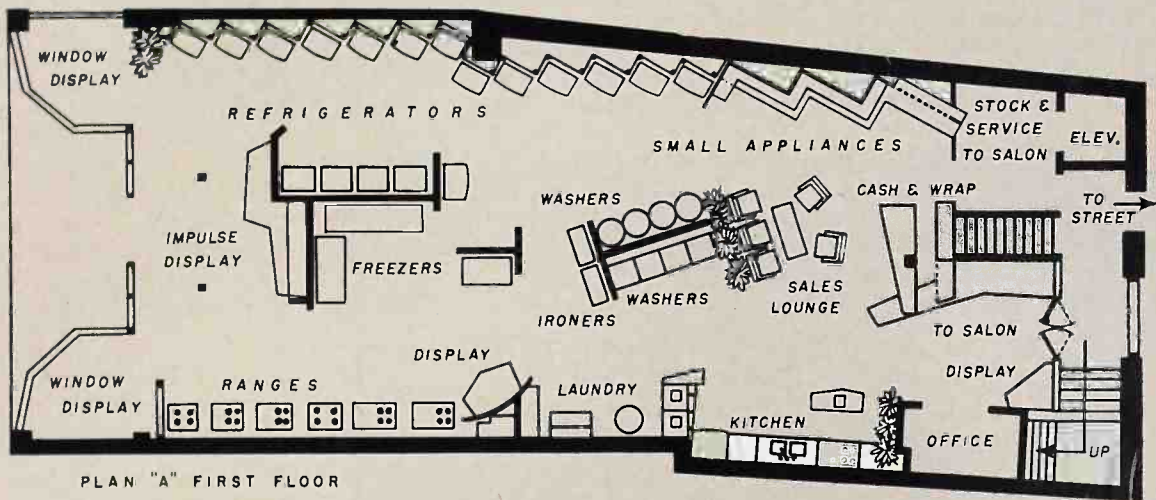 WINDOW
DISPLAY
REFRIGERATORS
STOCK &
SERVICE
TO SALON
ELEV.
SMALL APPLIANCES
WASHERS
CASH & WRAP
TO
STREET
IMPULSE
DISPLAY
FREEZERS
WASHERS
IRONERS
SALES
LOUNGE
TO SALON
DISPLAY
WINDOW
DISPLAY
RANGES
DISPLAY
LAUNDRY
KITCHEN
OFFICE
UP
PLAN "A" FIRST FLOOR